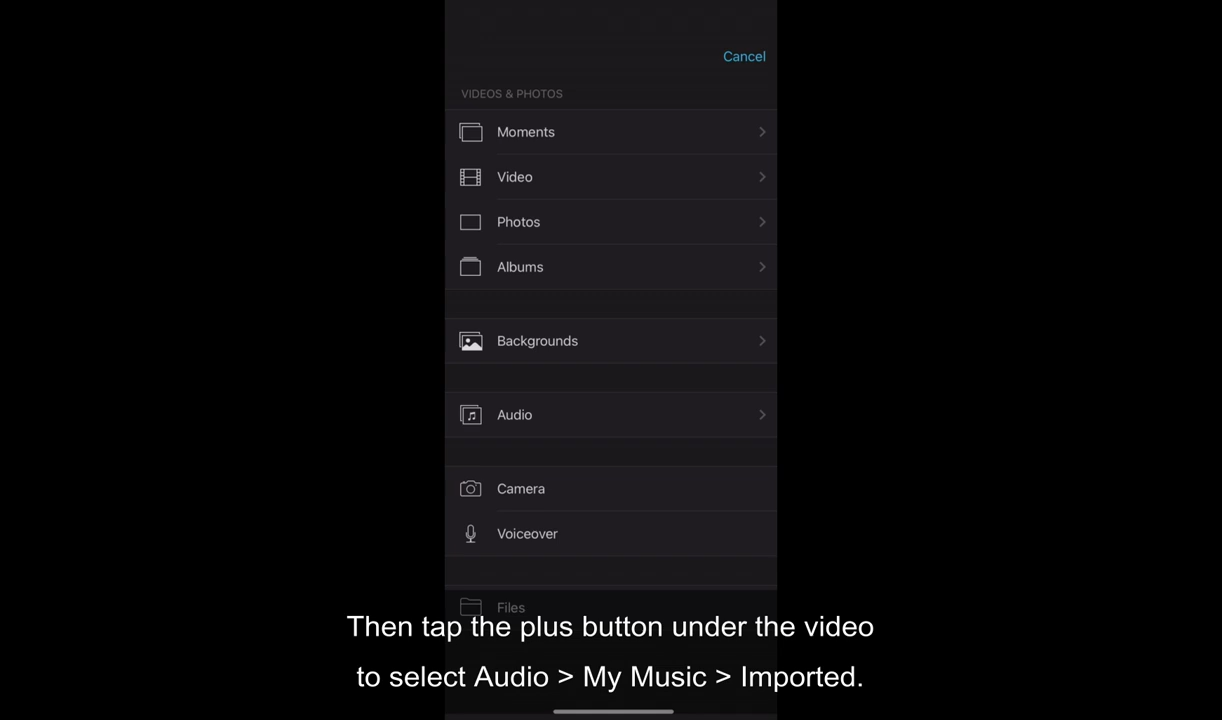 Cancel
VIDEOS & PHOTOS
Moments
Video
Photos
Albums
Backgrounds
Audio
Camera
Voiceover
Files
Then tap the plus button under the video
to select Audio > My Music > Imported.